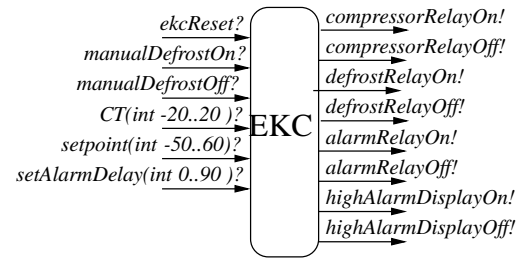 ekcReset?
manualDefrostOn?
manualDefrostOff?
CT(int -20..20 )?
setpoint(int -50..60)?
setAlarmDelay(int 0..90 )?
EKC
compressorRelayOn!
compressorRelayOff!
defrostRelayOn!
defrostRelayOff!
alarmRelayOn!
alarmRelayOff!
highAlarmDisplayOn!
highAlarmDisplayOff!